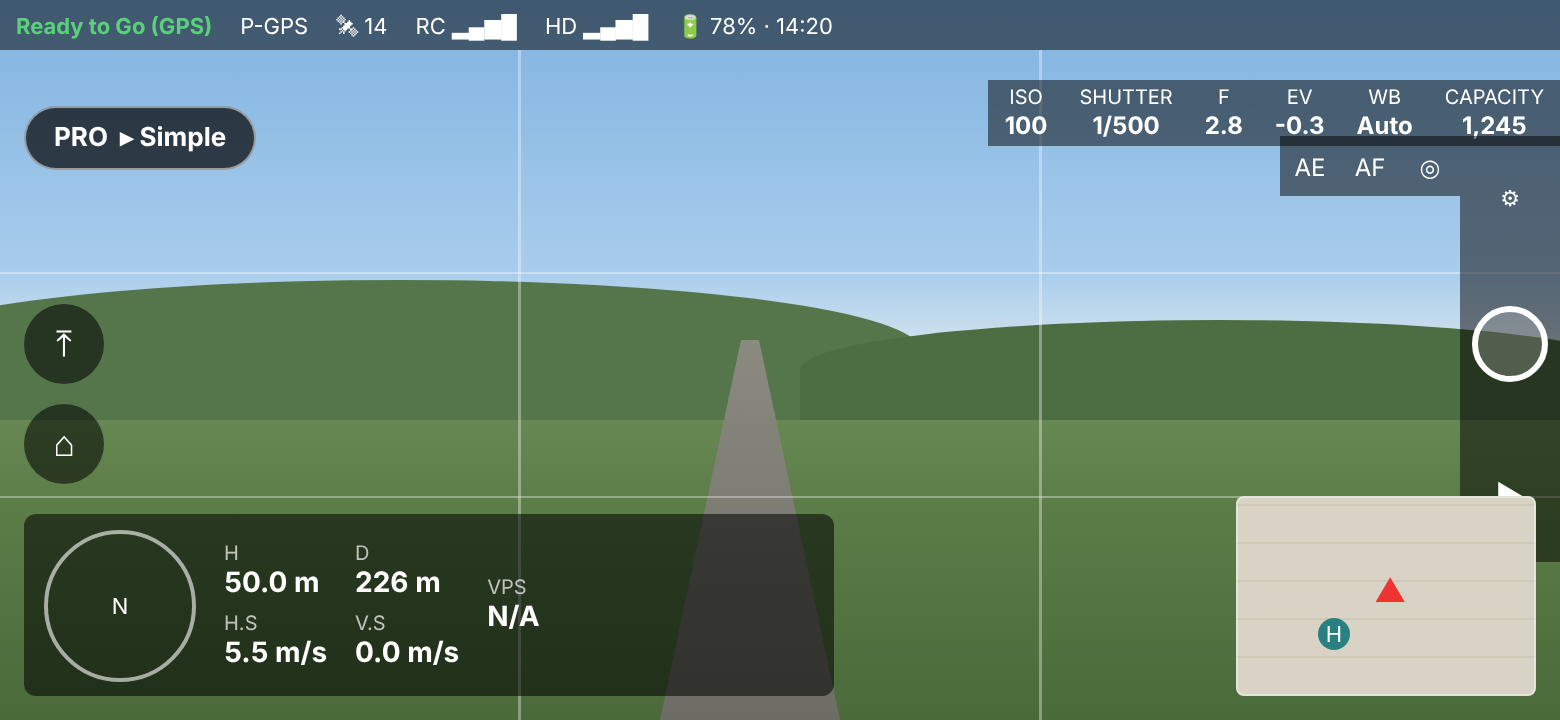 Ready to Go (GPS) P-GPS 🛰 14 RC ▂▄▆█ HD ▂▄▆█ 🔋 78% · 14:20
PRO ▸ Simple
ISO SHUTTER F EV WB CAPACITY
100 1/500 2.8 -0.3 Auto 1,245
AE AF ◎
⚙
⤒
⌂
▶
H D
50.0 m 226 m
VPS
N/A
H.S V.S
5.5 m/s 0.0 m/s
N
H